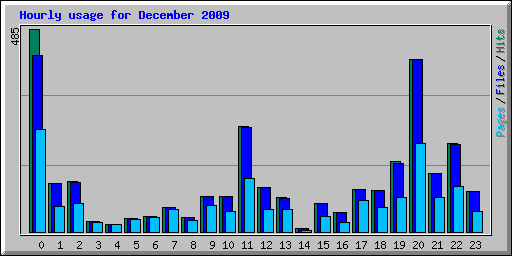 Hourly usage for December 2009
485
Pages / Files / Hits
0 1 2 3 4 5 6 7 8 9 10 11 12 13 14 15 16 17 18 19 20 21 22 23